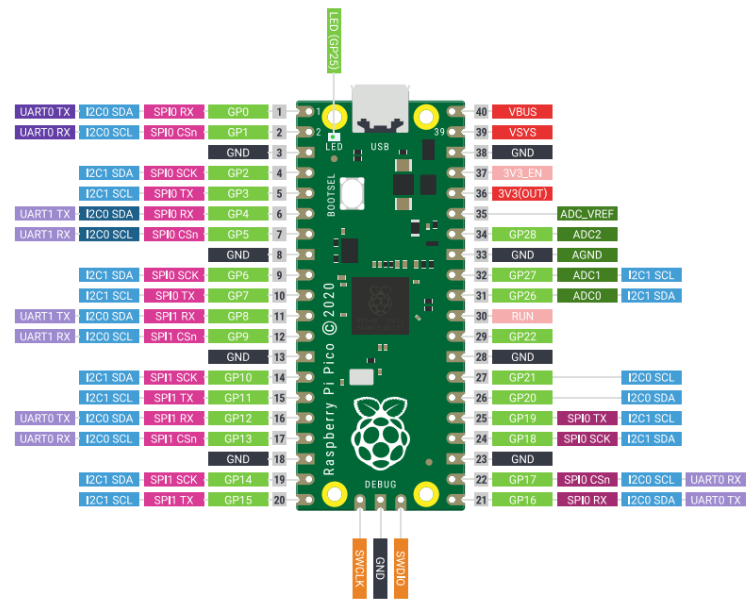 LED (GP25)
UART0 TX I2C0 SDA SPI0 RX GP0 1 1 40 VBUS
UART0 RX I2C0 SCL SPI0 CSn GP1 2 2 39 39 VSYS
GND 3 LED USB 38 GND
I2C1 SDA SPI0 SCK GP2 4 37 3V3_EN
I2C1 SCL SPI0 TX GP3 5 BOOTSEL 36 3V3(OUT)
UART1 TX I2C0 SDA SPI0 RX GP4 6 35 ADC_VREF
UART1 RX I2C0 SCL SPI0 CSn GP5 7 34 GP28 ADC2
GND 8 33 GND AGND
I2C1 SDA SPI0 SCK GP6 9 32 GP27 ADC1 I2C1 SCL
I2C1 SCL SPI0 TX GP7 10 31 GP26 ADC0 I2C1 SDA
UART1 TX I2C0 SDA SPI1 RX GP8 11 30 RUN
UART1 RX I2C0 SCL SPI1 CSn GP9 12 29 GP22
GND 13 28 GND
I2C1 SDA SPI1 SCK GP10 14 27 GP21 I2C0 SCL
I2C1 SCL SPI1 TX GP11 15 26 GP20 I2C0 SDA
UART0 TX I2C0 SDA SPI1 RX GP12 16 25 GP19 SPI0 TX I2C1 SCL
UART0 RX I2C0 SCL SPI1 CSn GP13 17 24 GP18 SPI0 SCK I2C1 SDA
GND 18 23 GND
I2C1 SDA SPI1 SCK GP14 19 22 GP17 SPI0 CSn I2C0 SCL UART0 RX
I2C1 SCL SPI1 TX GP15 20 21 GP16 SPI0 RX I2C0 SDA UART0 TX
Raspberry Pi Pico © 2020
DEBUG
SWCLK GND SWDIO